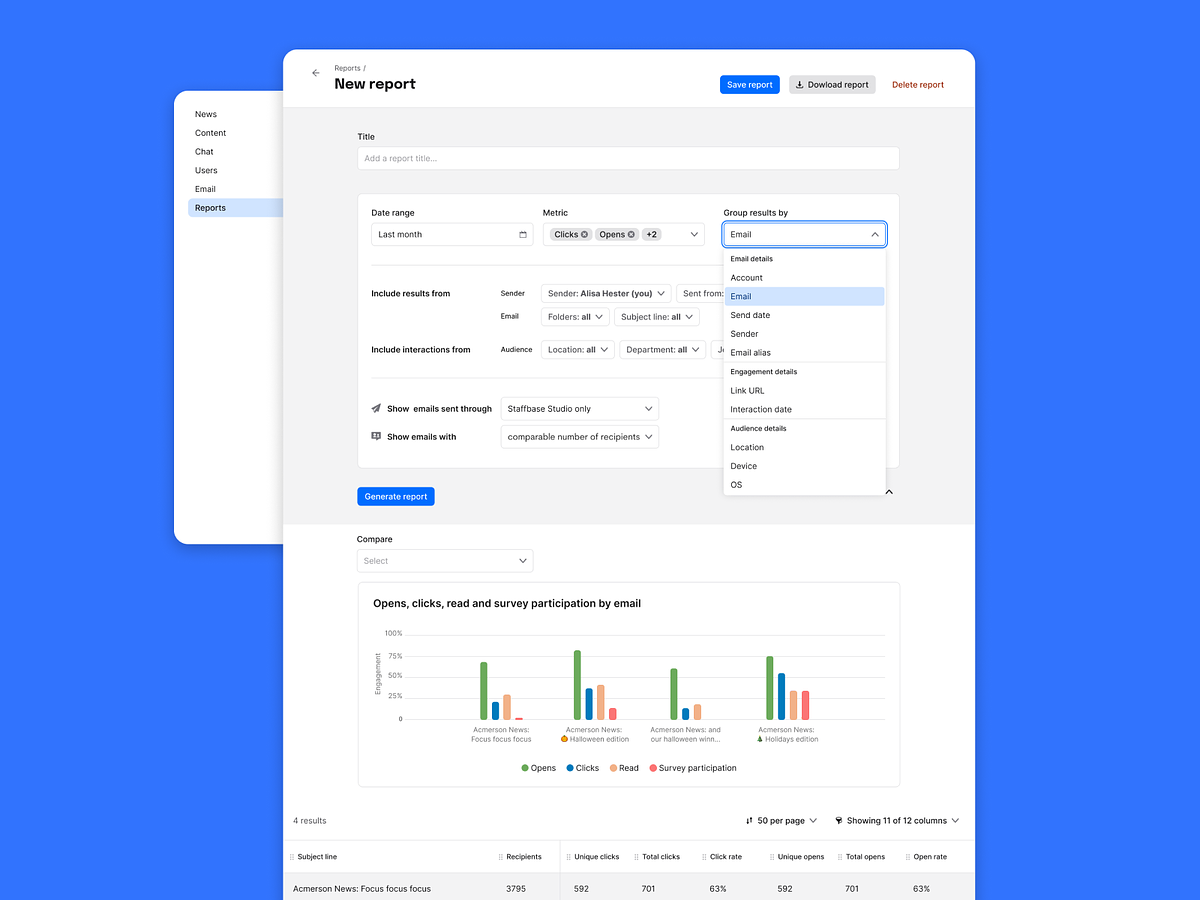 News
Content
Chat
Users
Email
Reports
Reports /
New report
Save report
Dowload report
Delete report
Title
Add a report title...
Date range
Metric
Group results by
Last month
Clicks Opens +2
Email
Email details
Account
Email
Send date
Sender
Email alias
Engagement details
Link URL
Interaction date
Audience details
Location
Device
OS
Include results from
Sender
Sender: Alisa Hester (you)
Sent from:
Email
Folders: all
Subject line: all
Include interactions from
Audience
Location: all
Department: all
Show emails sent through
Staffbase Studio only
Show emails with
comparable number of recipients
Generate report
Compare
Select
Opens, clicks, read and survey participation by email
Engagement
100%
75%
50%
25%
0
Acmerson News:
Focus focus focus
Acmerson News:
🎃 Halloween edition
Acmerson News: and
our halloween winn...
Acmerson News:
🎄 Holidays edition
Opens Clicks Read Survey participation
4 results
50 per page
Showing 11 of 12 columns
Subject line Recipients Unique clicks Total clicks Click rate Unique opens Total opens Open rate
Acmerson News: Focus focus focus 3795 592 701 63% 592 701 63%